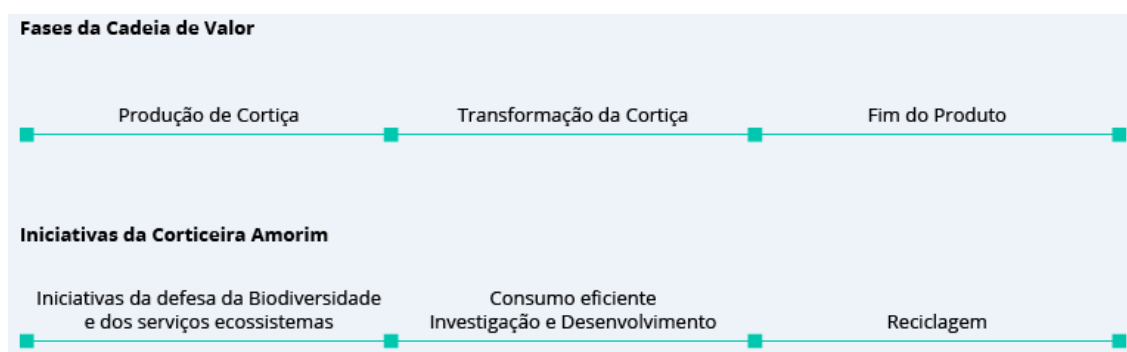 Fases da Cadeia de Valor
Produção de Cortiça
Transformação da Cortiça
Fim do Produto
Iniciativas da Corticeira Amorim
Iniciativas da defesa da Biodiversidade
e dos serviços ecossistemas
Consumo eficiente
Investigação e Desenvolvimento
Reciclagem